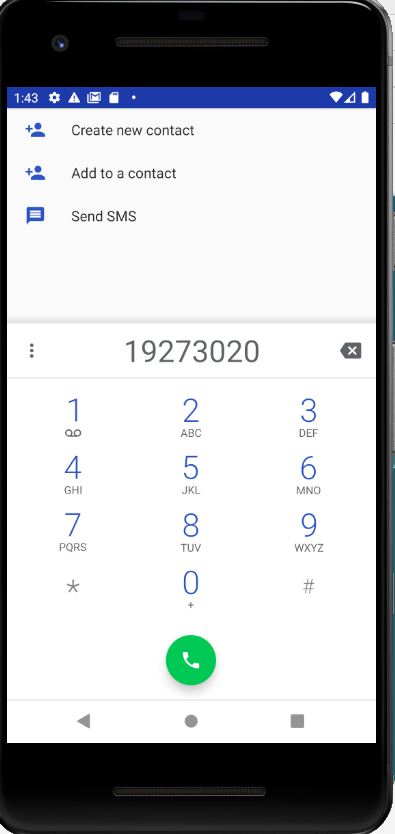 1:43
Create new contact
Add to a contact
Send SMS
19273020
1 2 3
ABC DEF
4 5 6
GHI JKL MNO
7 8 9
PQRS TUV WXYZ
* 0 #
+